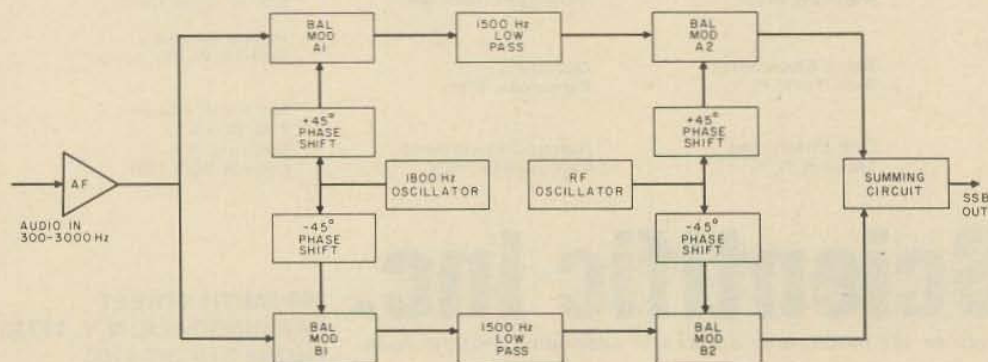 BAL
MOD
A1
1500 Hz
LOW
PASS
BAL
MOD
A2
+45°
PHASE
SHIFT
+45°
PHASE
SHIFT
AF
1800 Hz
OSCILLATOR
RF
OSCILLATOR
SUMMING
CIRCUIT
SSB
OUT
AUDIO IN
300-3000 Hz
-45°
PHASE
SHIFT
-45°
PHASE
SHIFT
BAL
MOD
B1
1500 Hz
LOW
PASS
BAL
MOD
B2